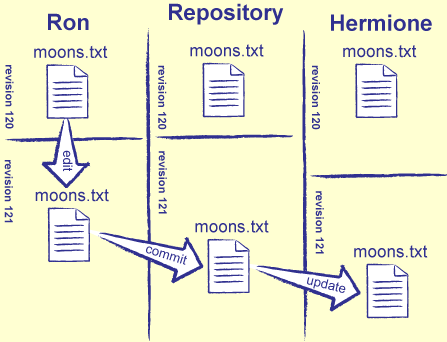 Ron
Repository
Hermione
moons.txt
moons.txt
moons.txt
revision 120
revision 120
revision 120
edit
revision 121
revision 121
revision 121
moons.txt
moons.txt
moons.txt
commit
update